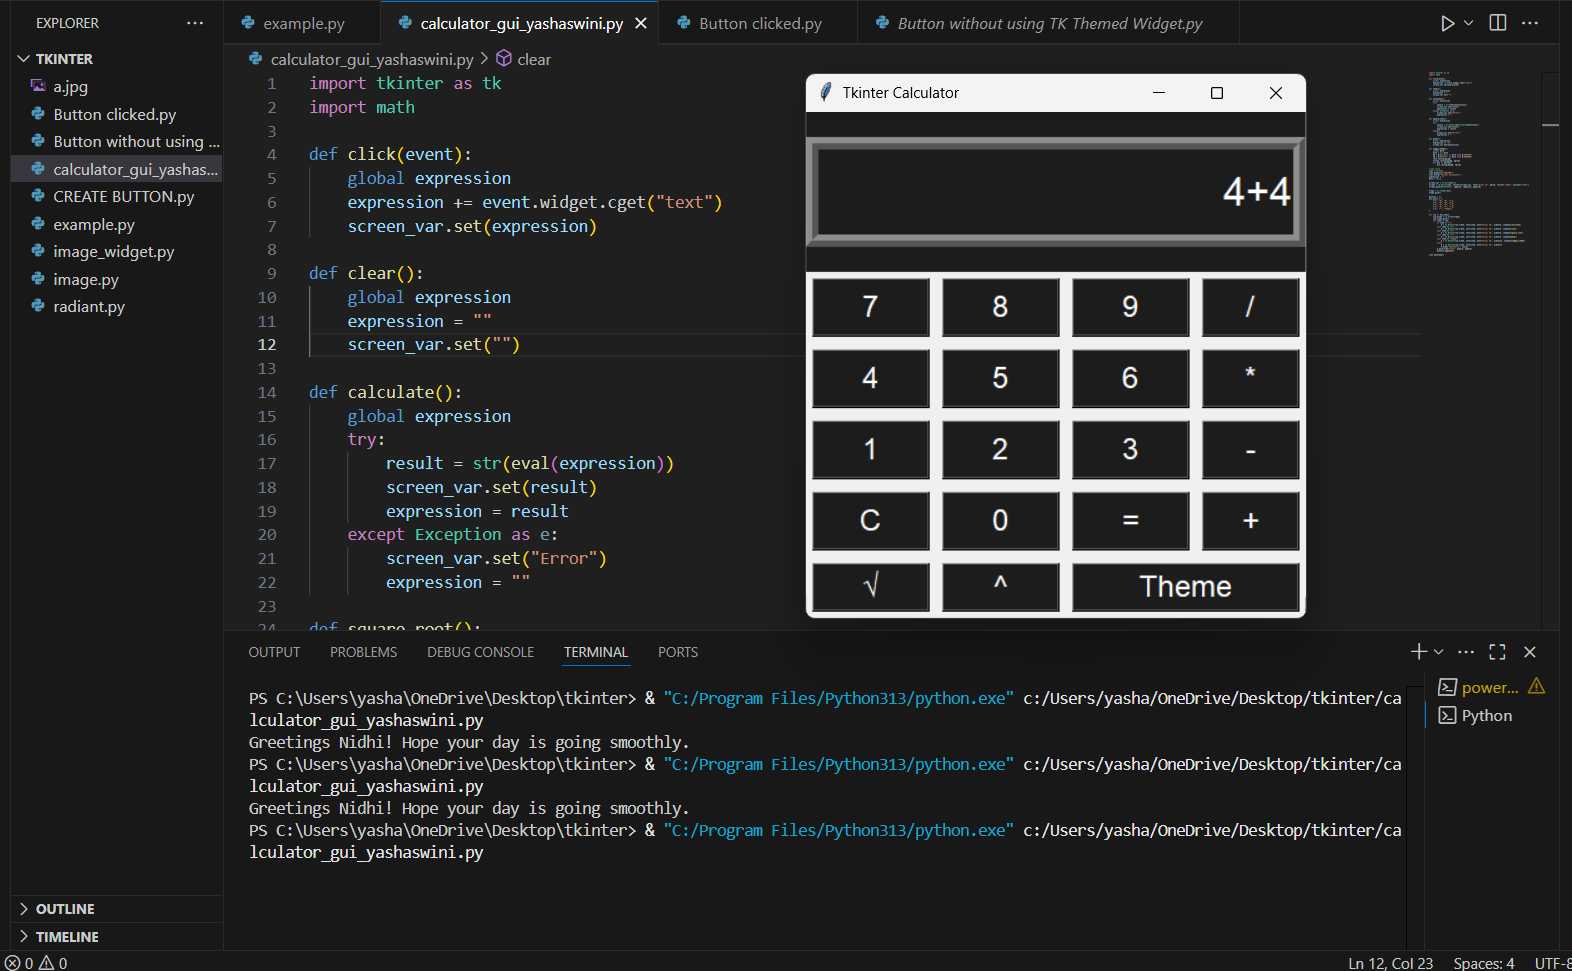 EXPLORER
TKINTER
a.jpg
Button clicked.py
Button without using ...
calculator_gui_yashas...
CREATE BUTTON.py
example.py
image_widget.py
image.py
radiant.py
OUTLINE
TIMELINE
example.py
calculator_gui_yashaswini.py
Button clicked.py
Button without using TK Themed Widget.py
calculator_gui_yashaswini.py > clear
1 import tkinter as tk
2 import math
3
4 def click(event):
5 global expression
6 expression += event.widget.cget("text")
7 screen_var.set(expression)
8
9 def clear():
10 global expression
11 expression = ""
12 screen_var.set("")
13
14 def calculate():
15 global expression
16 try:
17 result = str(eval(expression))
18 screen_var.set(result)
19 expression = result
20 except Exception as e:
21 screen_var.set("Error")
22 expression = ""
23
24 def square_root():
Tkinter Calculator
4+4
7 8 9 /
4 5 6 *
1 2 3 -
C 0 = +
√ ^ Theme
OUTPUT PROBLEMS DEBUG CONSOLE TERMINAL PORTS
PS C:\Users\yasha\OneDrive\Desktop\tkinter> & "C:/Program Files/Python313/python.exe" c:/Users/yasha/OneDrive/Desktop/tkinter/ca
lculator_gui_yashaswini.py
Greetings Nidhi! Hope your day is going smoothly.
PS C:\Users\yasha\OneDrive\Desktop\tkinter> & "C:/Program Files/Python313/python.exe" c:/Users/yasha/OneDrive/Desktop/tkinter/ca
lculator_gui_yashaswini.py
Greetings Nidhi! Hope your day is going smoothly.
PS C:\Users\yasha\OneDrive\Desktop\tkinter> & "C:/Program Files/Python313/python.exe" c:/Users/yasha/OneDrive/Desktop/tkinter/ca
lculator_gui_yashaswini.py
power...
Python
0 0
Ln 12, Col 23 Spaces: 4 UTF-8